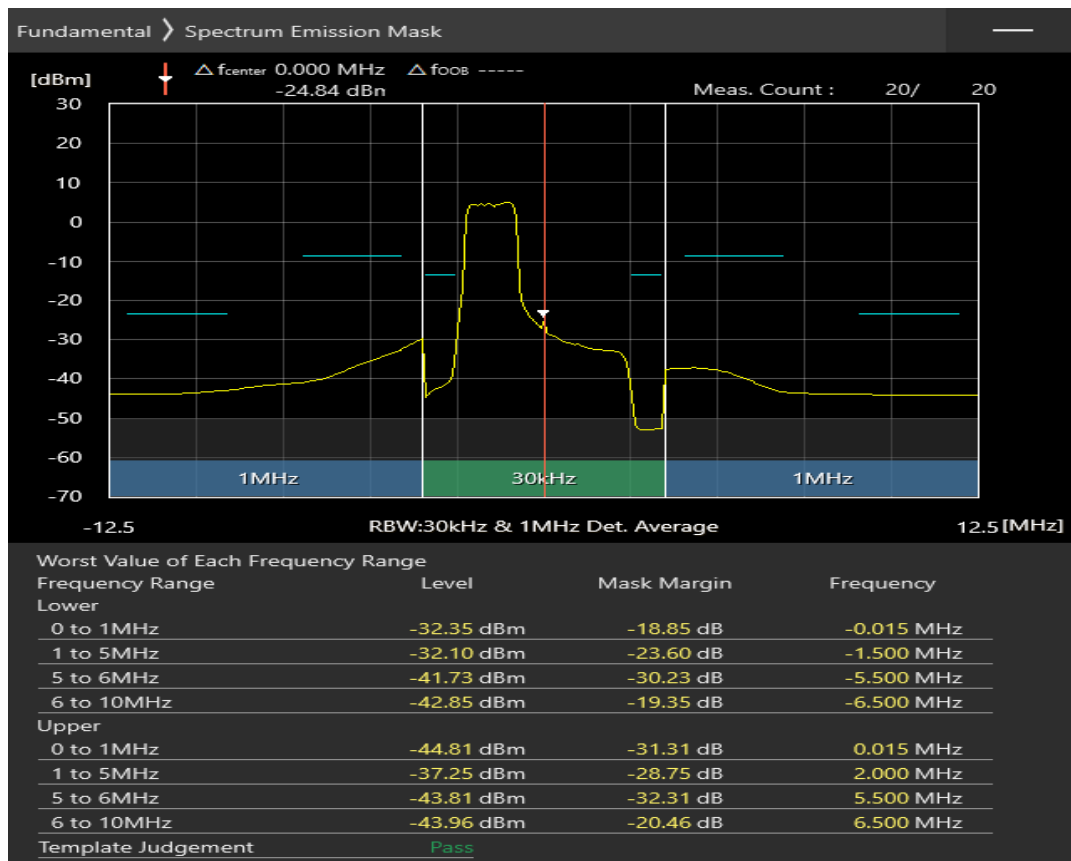 Fundamental ❯ Spectrum Emission Mask
[dBm] △ fcenter 0.000 MHz △ fOOB -----
-24.84 dBn Meas. Count : 20/ 20
30
20
10
0
-10
-20
-30
-40
-50
-60
1MHz 30kHz 1MHz
-70
-12.5 RBW:30kHz & 1MHz Det. Average 12.5 [MHz]
Worst Value of Each Frequency Range
Frequency Range Level Mask Margin Frequency
Lower
0 to 1MHz -32.35 dBm -18.85 dB -0.015 MHz
1 to 5MHz -32.10 dBm -23.60 dB -1.500 MHz
5 to 6MHz -41.73 dBm -30.23 dB -5.500 MHz
6 to 10MHz -42.85 dBm -19.35 dB -6.500 MHz
Upper
0 to 1MHz -44.81 dBm -31.31 dB 0.015 MHz
1 to 5MHz -37.25 dBm -28.75 dB 2.000 MHz
5 to 6MHz -43.81 dBm -32.31 dB 5.500 MHz
6 to 10MHz -43.96 dBm -20.46 dB 6.500 MHz
Template Judgement Pass